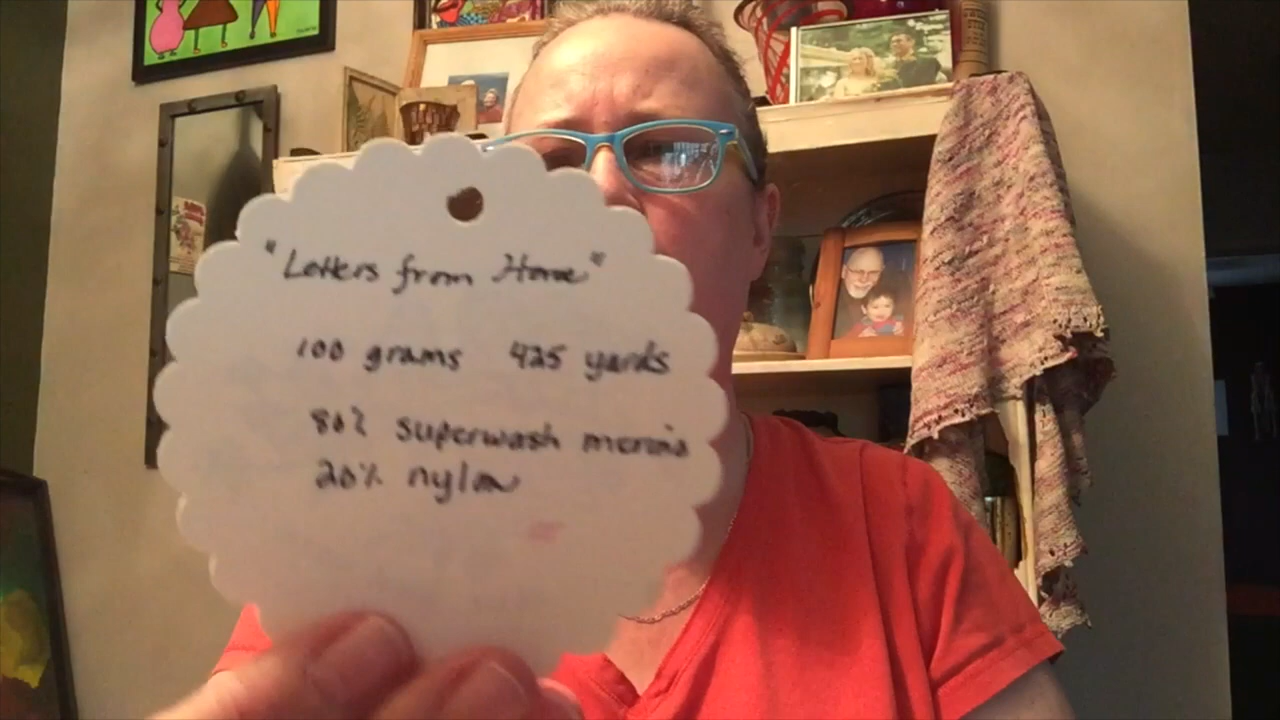 "Letters from Home"
100 grams 425 yards
80% superwash merino
20% nylon